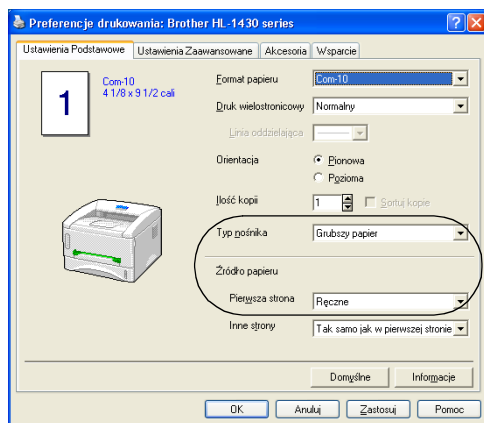 Preferencje drukowania: Brother HL-1430 series
Ustawienia Podstawowe Ustawienia Zaawansowane Akcesoria Wsparcie
1
Com-10
4 1/8 x 9 1/2 cali
Format papieru Com-10
Druk wielostronicowy Normalny
Linia oddzielająca
Orientacja Pionowa
Pozioma
Ilość kopii 1 Sortuj kopie
Typ nośnika Grubszy papier
Źródło papieru
Pierwsza strona Ręczne
Inne strony Tak samo jak w pierwszej stronie
Domyślne Informacje
OK Anuluj Zastosuj Pomoc